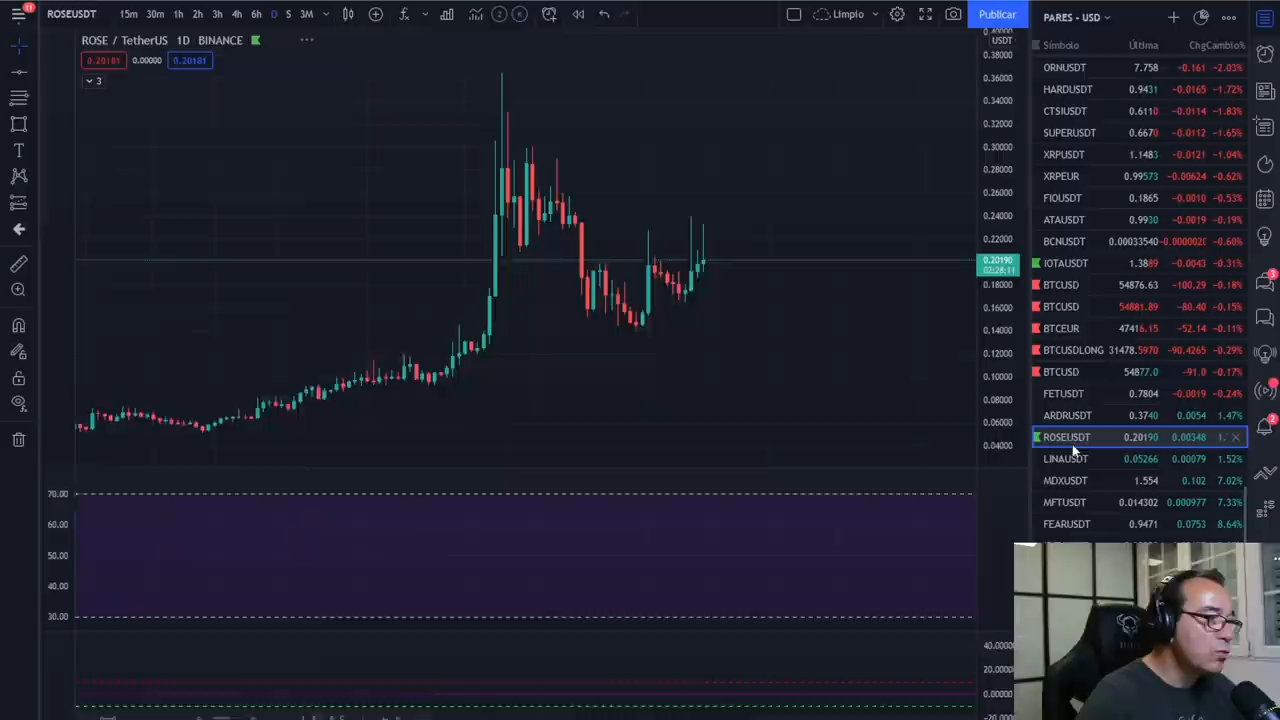 11
ROSEUSDT 15m 30m 1h 2h 3h 4h 6h D S 3M 2 K Limpio Publicar
PARES - USD
ROSE / TetherUS 1D BINANCE
0.20181 0.00000 0.20181
3
USDT
0.38000
0.36000
0.34000
0.32000
0.30000
0.28000
0.26000
0.24000
0.22000
0.20190
02:28:11
0.18000
0.16000
0.14000
0.12000
0.10000
0.08000
0.06000
0.04000
70.00
60.00
50.00
40.00
30.00
40.00000
20.00000
0.00000
Símbolo Última Chg Cambio%
ORNUSDT 7.758 -0.161 -2.03%
HARDUSDT 0.9431 -0.0165 -1.72%
CTSIUSDT 0.6110 -0.0114 -1.83%
SUPERUSDT 0.6670 -0.0112 -1.65%
XRPUSDT 1.1483 -0.0121 -1.04%
XRPEUR 0.99573 -0.00624 -0.62%
FIOUSDT 0.1865 -0.0010 -0.53%
ATAUSDT 0.9930 -0.0019 -0.19%
BCNUSDT 0.00033540 -0.0000020 -0.60%
IOTAUSDT 1.3889 -0.0043 -0.31%
BTCUSD 54876.63 -100.29 -0.18%
BTCUSD 54881.89 -80.40 -0.15%
BTCEUR 47416.15 -52.14 -0.11%
BTCUSDLONG 31478.5970 -90.4265 -0.29%
BTCUSD 54877.0 -91.0 -0.17%
FETUSDT 0.7804 -0.0019 -0.24%
ARDRUSDT 0.3740 0.0054 1.47%
ROSEUSDT 0.20190 0.00348
LINAUSDT 0.05266 0.00079 1.52%
MDXUSDT 1.554 0.102 7.02%
MFTUSDT 0.014302 0.000977 7.33%
FEARUSDT 0.9471 0.0753 8.64%
3
2